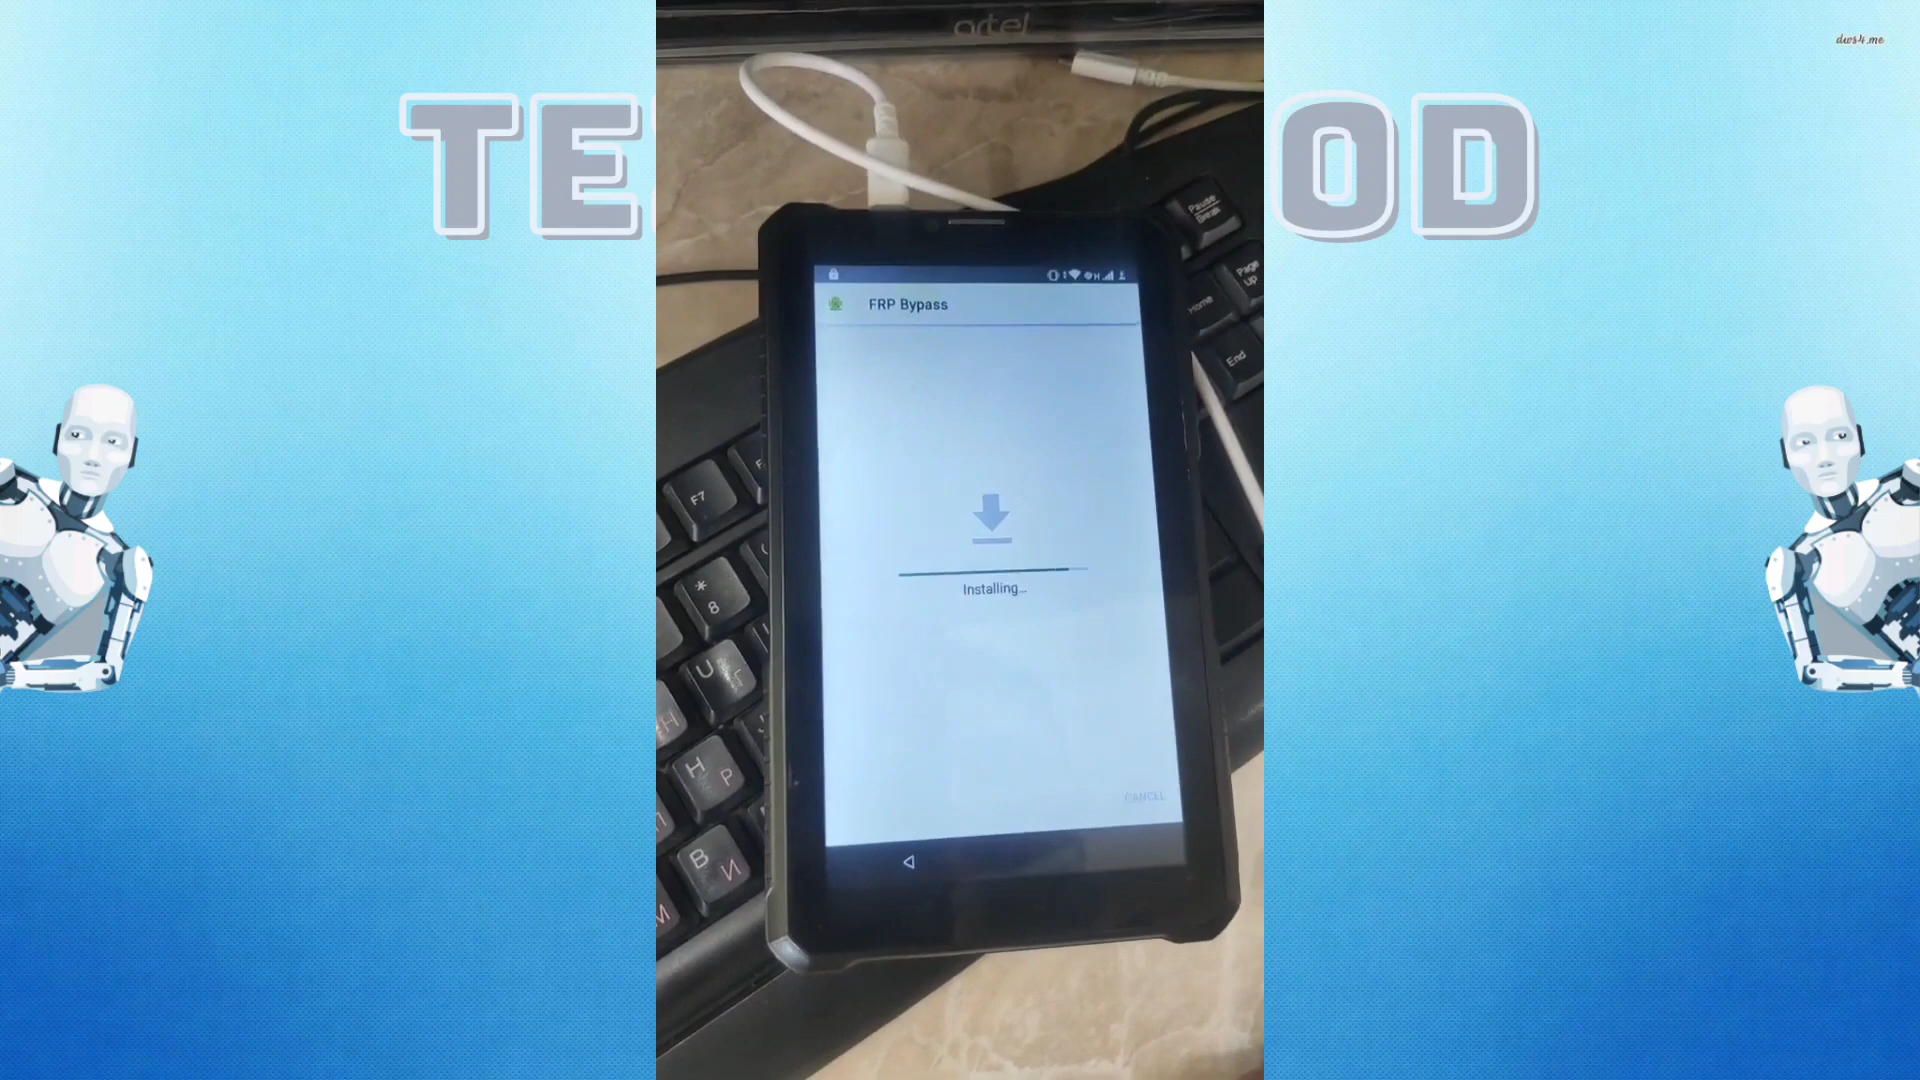 artel
dws4.me
TE
OD
Pause
Break
Page
Up
Home
End
FRP Bypass
F7
*
8
Installing...
U
H
Р
CANCEL
B
И
М